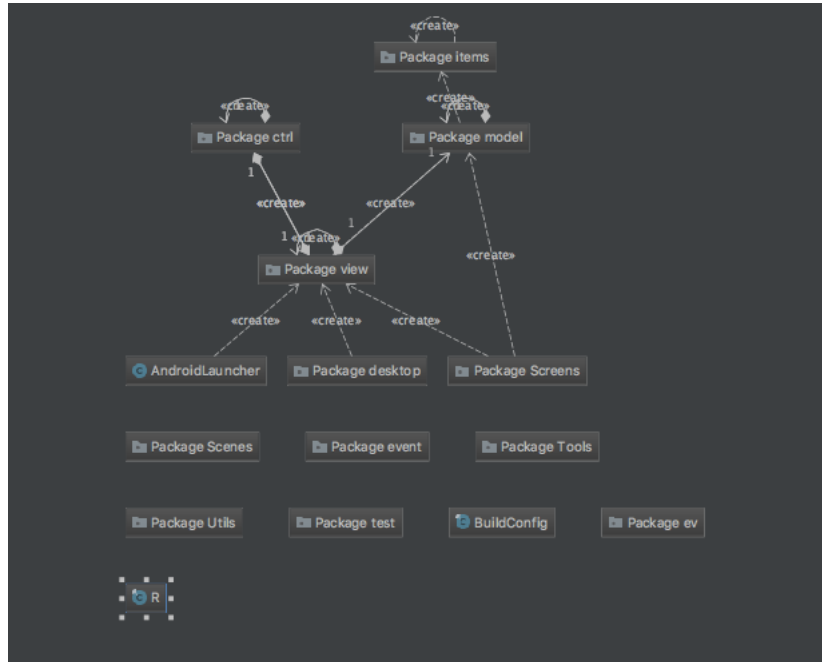 «create»
Package items
«create»
«create»
«create»
Package ctrl
Package model
1
1
«create»
«create»
1
1
«create»
«create»
Package view
«create»
«create»
«create»
AndroidLauncher
Package desktop
Package Screens
Package Scenes
Package event
Package Tools
Package Utils
Package test
BuildConfig
Package ev
R